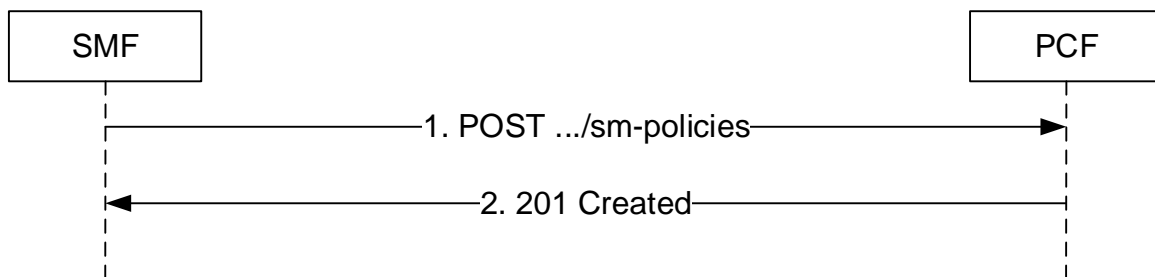 SMF
PCF
1. POST .../sm-policies
2. 201 Created